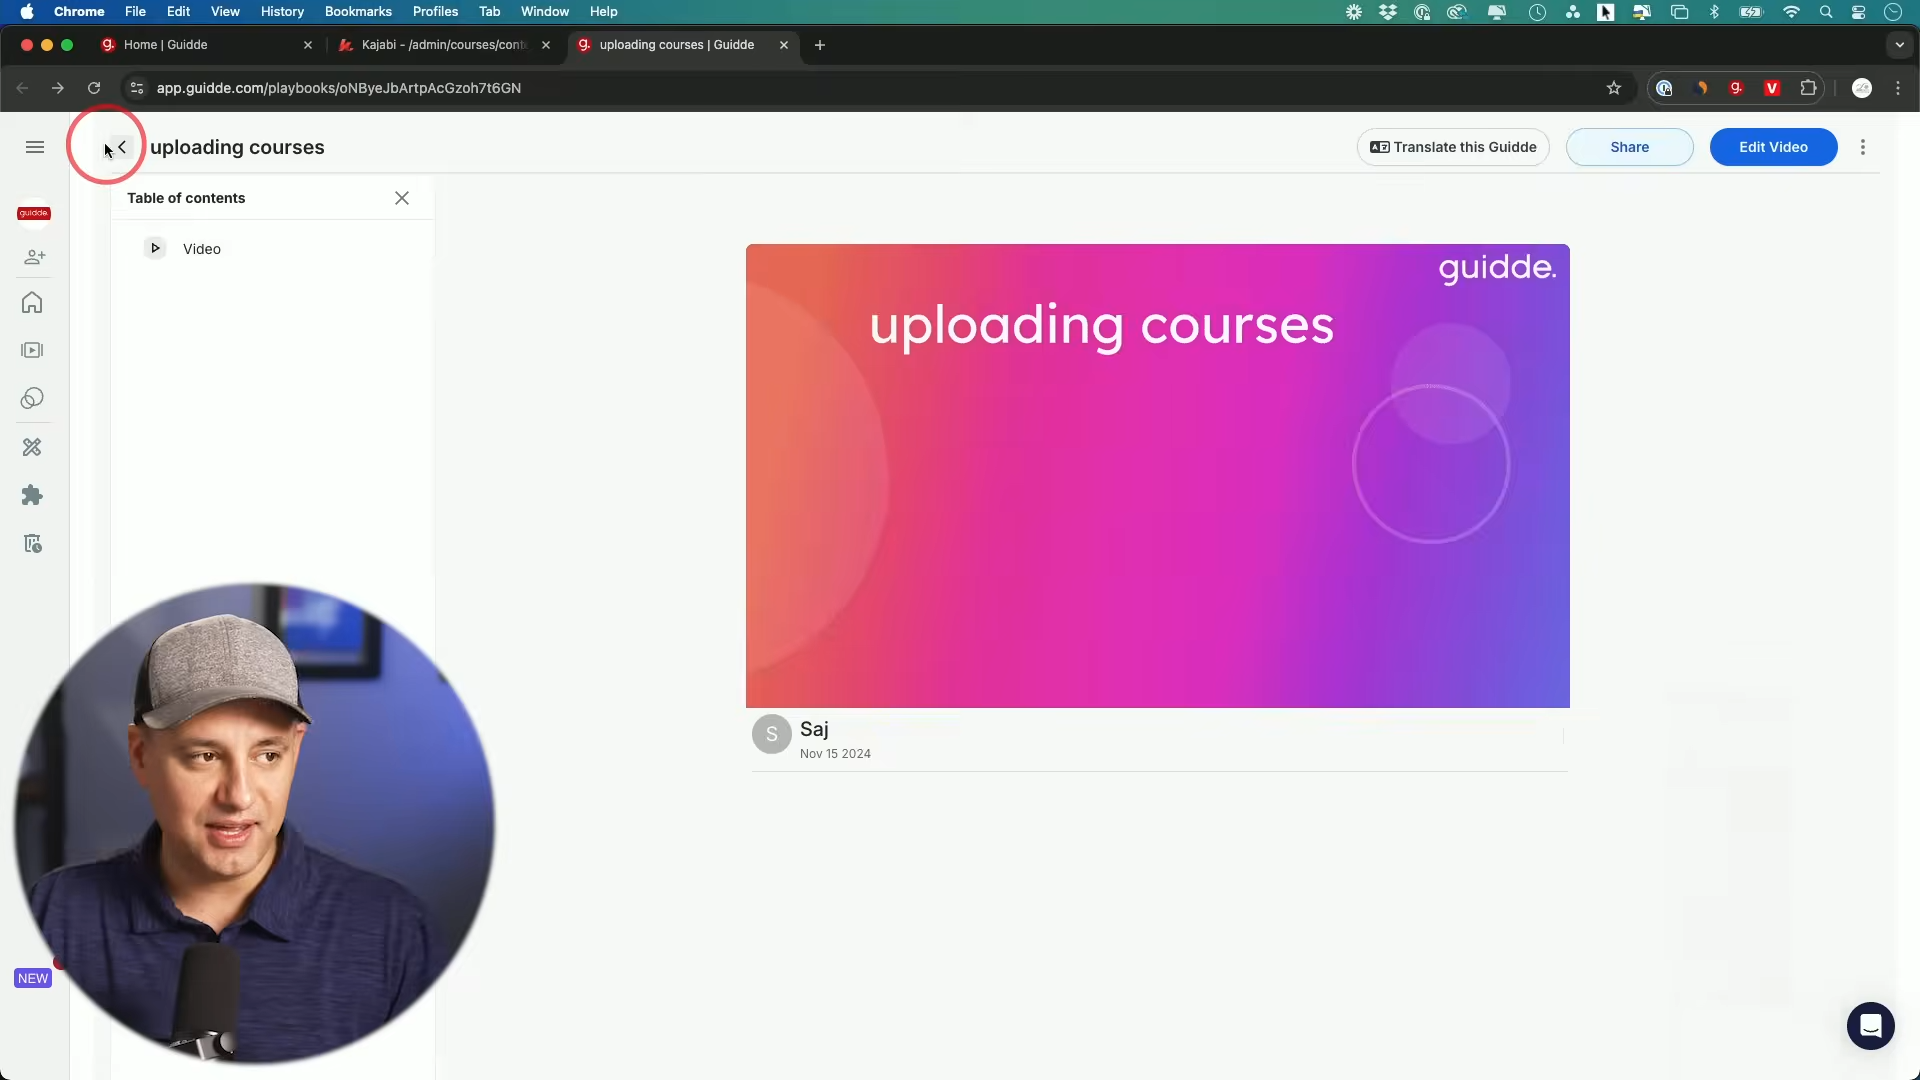 Chrome File Edit View History Bookmarks Profiles Tab Window Help
Home | Guidde
Kajabi - /admin/courses/cont
uploading courses | Guidde
app.guidde.com/playbooks/oNByeJbArtpAcGzoh7t6GN
uploading courses
Translate this Guidde
Share
Edit Video
Table of contents
guidde.
Video
guidde.
uploading courses
S
Saj
Nov 15 2024
NEW